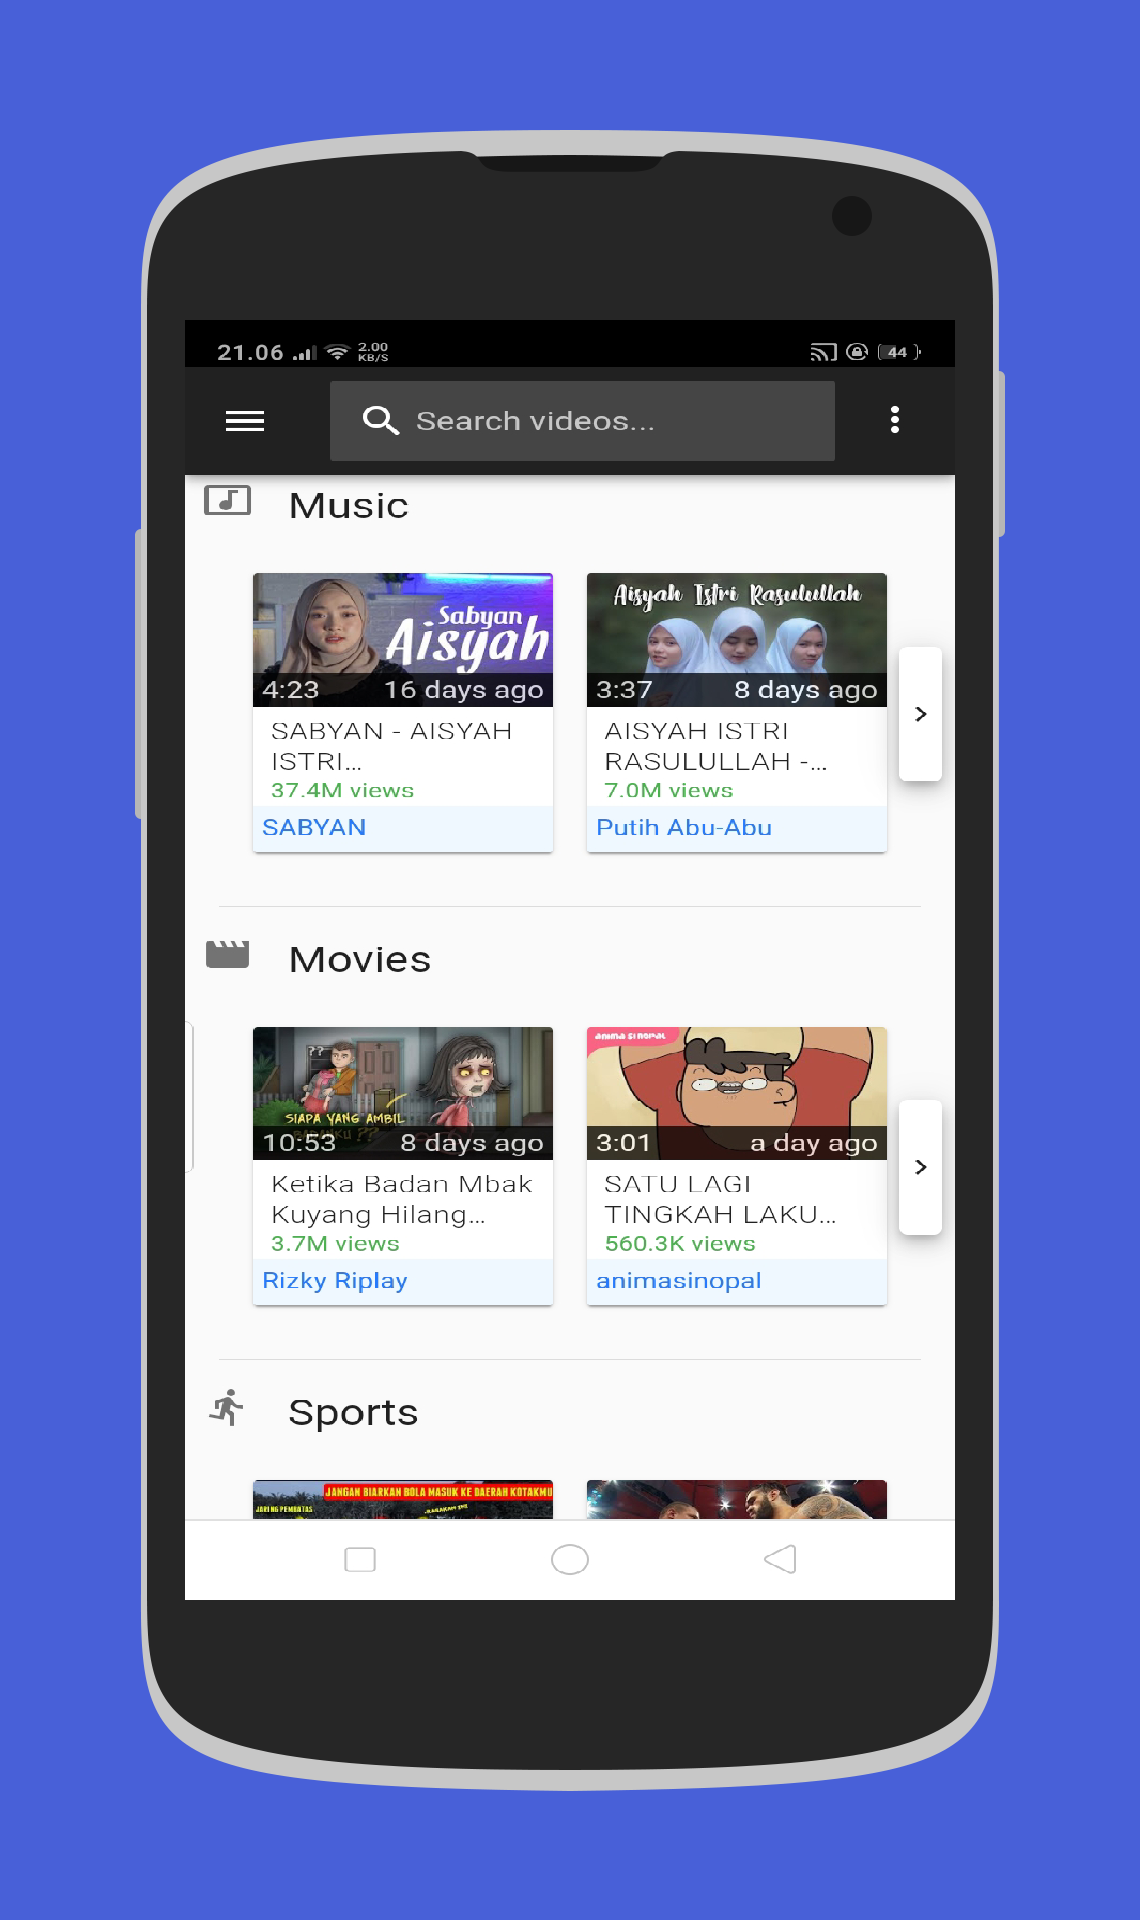 21.06
2.00
KB/S
44
Search videos...
Music
Sabyan
Aisyah
4:23 16 days ago
SABYAN - AISYAH
ISTRI...
37.4M views
SABYAN
Aisyah Istri Rasulullah
3:37 8 days ago
AISYAH ISTRI
RASULULLAH -...
7.0M views
Putih Abu-Abu
Movies
??
SIAPA YANG AMBIL
BADANKU ??
10:53 8 days ago
Ketika Badan Mbak
Kuyang Hilang...
3.7M views
Rizky Riplay
animasinopal
3:01 a day ago
SATU LAGI
TINGKAH LAKU...
560.3K views
animasinopal
Sports
JANGAN BIARKAN BOLA MASUK KE DAERAH KOTAKMU
JARING PEMBATAS